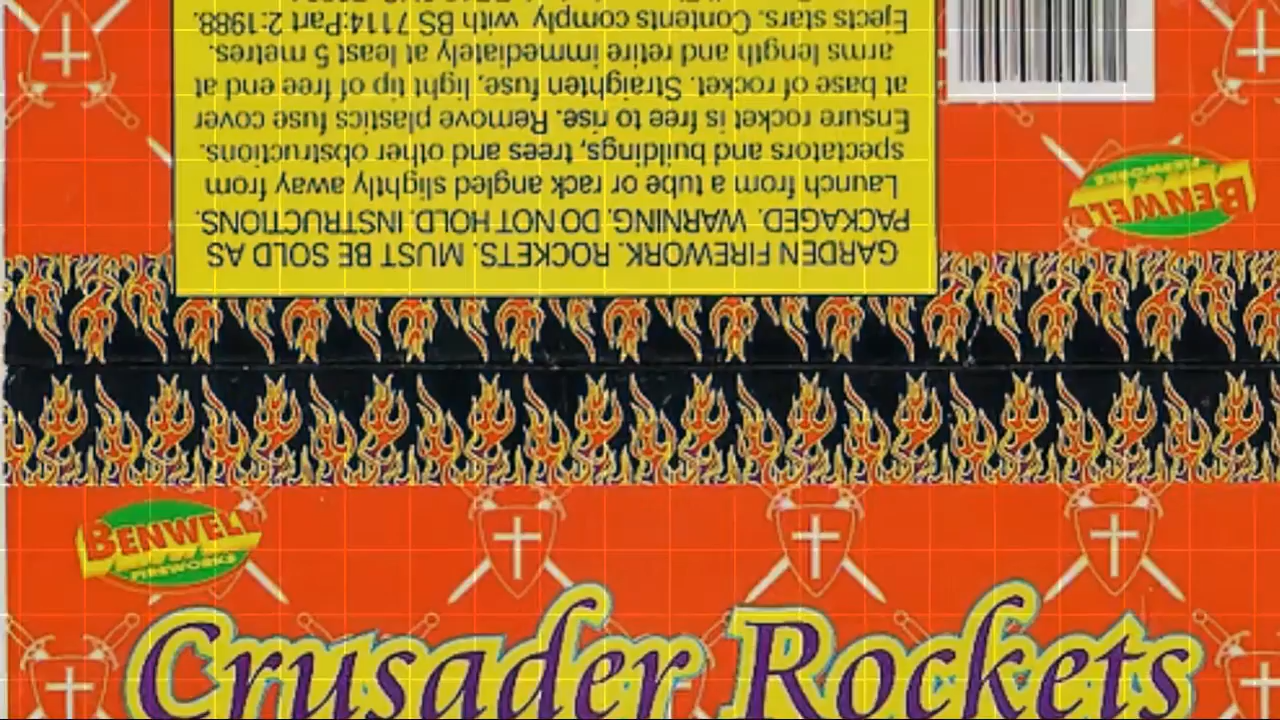 GARDEN FIREWORK. ROCKETS. MUST BE SOLD AS
PACKAGED. WARNING. DO NOT HOLD. INSTRUCTIONS.
Launch from a tube or rack angled slightly away from
spectators and buildings, trees and other obstructions.
Ensure rocket is free to rise. Remove plastics fuse cover
at base of rocket. Straighten fuse, light tip of free end at
arms length and retire immediately at least 5 metres.
Ejects stars. Contents comply with BS 7114:Part 2:1988.
BENWELL
FIREWORKS
BENWELL
FIREWORKS
Crusader Rockets